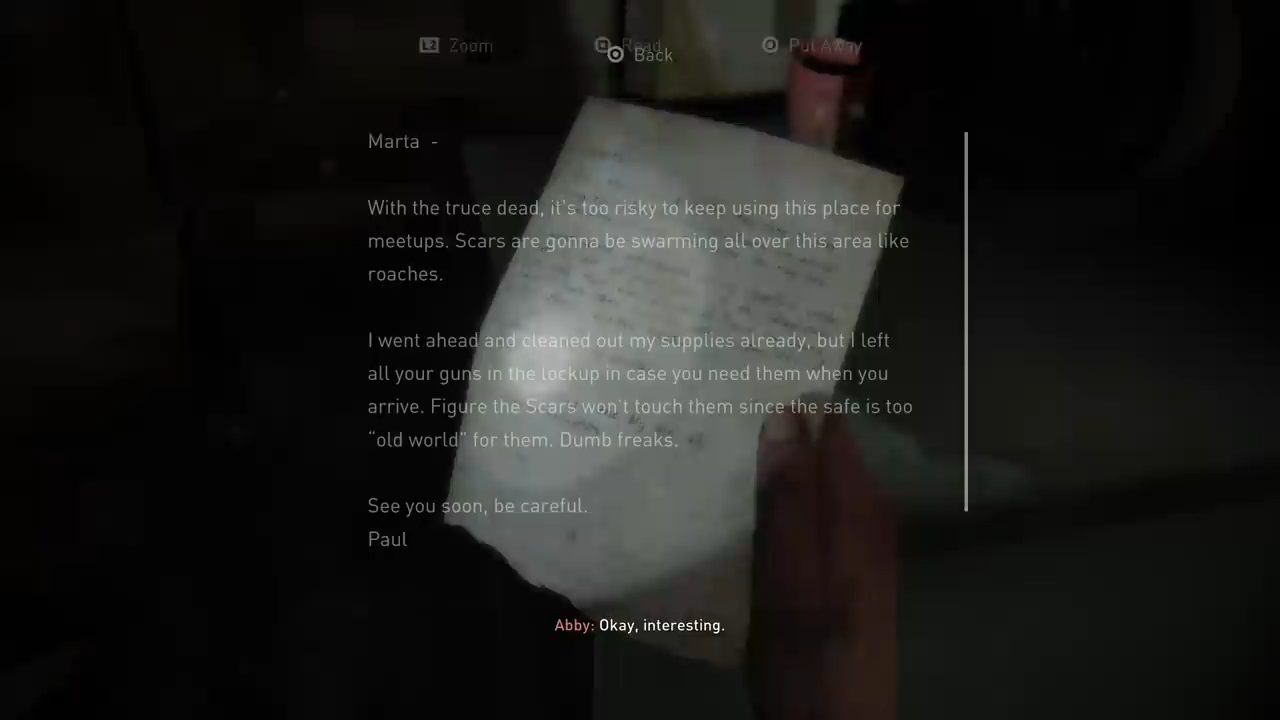 L2 Zoom
Read
Put Away
Back
Marta -
With the truce dead, it's too risky to keep using this place for
meetups. Scars are gonna be swarming all over this area like
roaches.
I went ahead and cleaned out my supplies already, but I left
all your guns in the lockup in case you need them when you
arrive. Figure the Scars won't touch them since the safe is too
“old world” for them. Dumb freaks.
See you soon, be careful.
Paul
Abby: Okay, interesting.